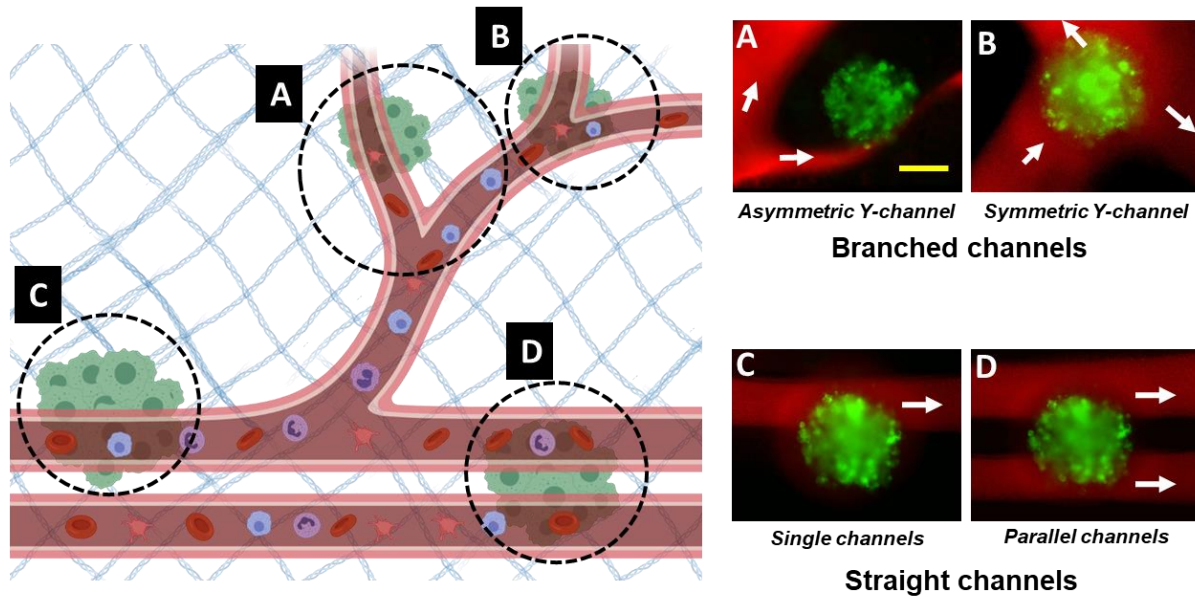 A
B
C
D
A
B
Asymmetric Y-channel
Symmetric Y-channel
Branched channels
C
D
Single channels
Parallel channels
Straight channels